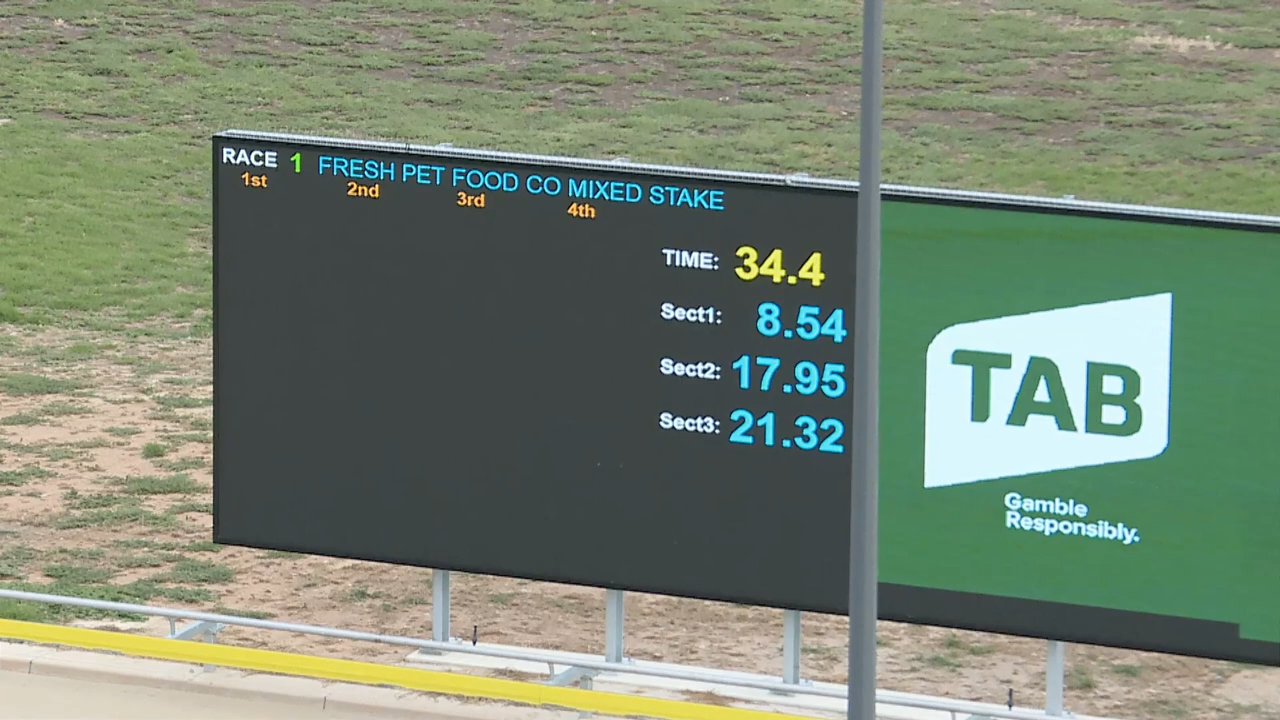 RACE 1 FRESH PET FOOD CO MIXED STAKE
1st 2nd 3rd 4th
TIME: 34.4
Sect1: 8.54
Sect2: 17.95
Sect3: 21.32
TAB
Gamble
Responsibly.